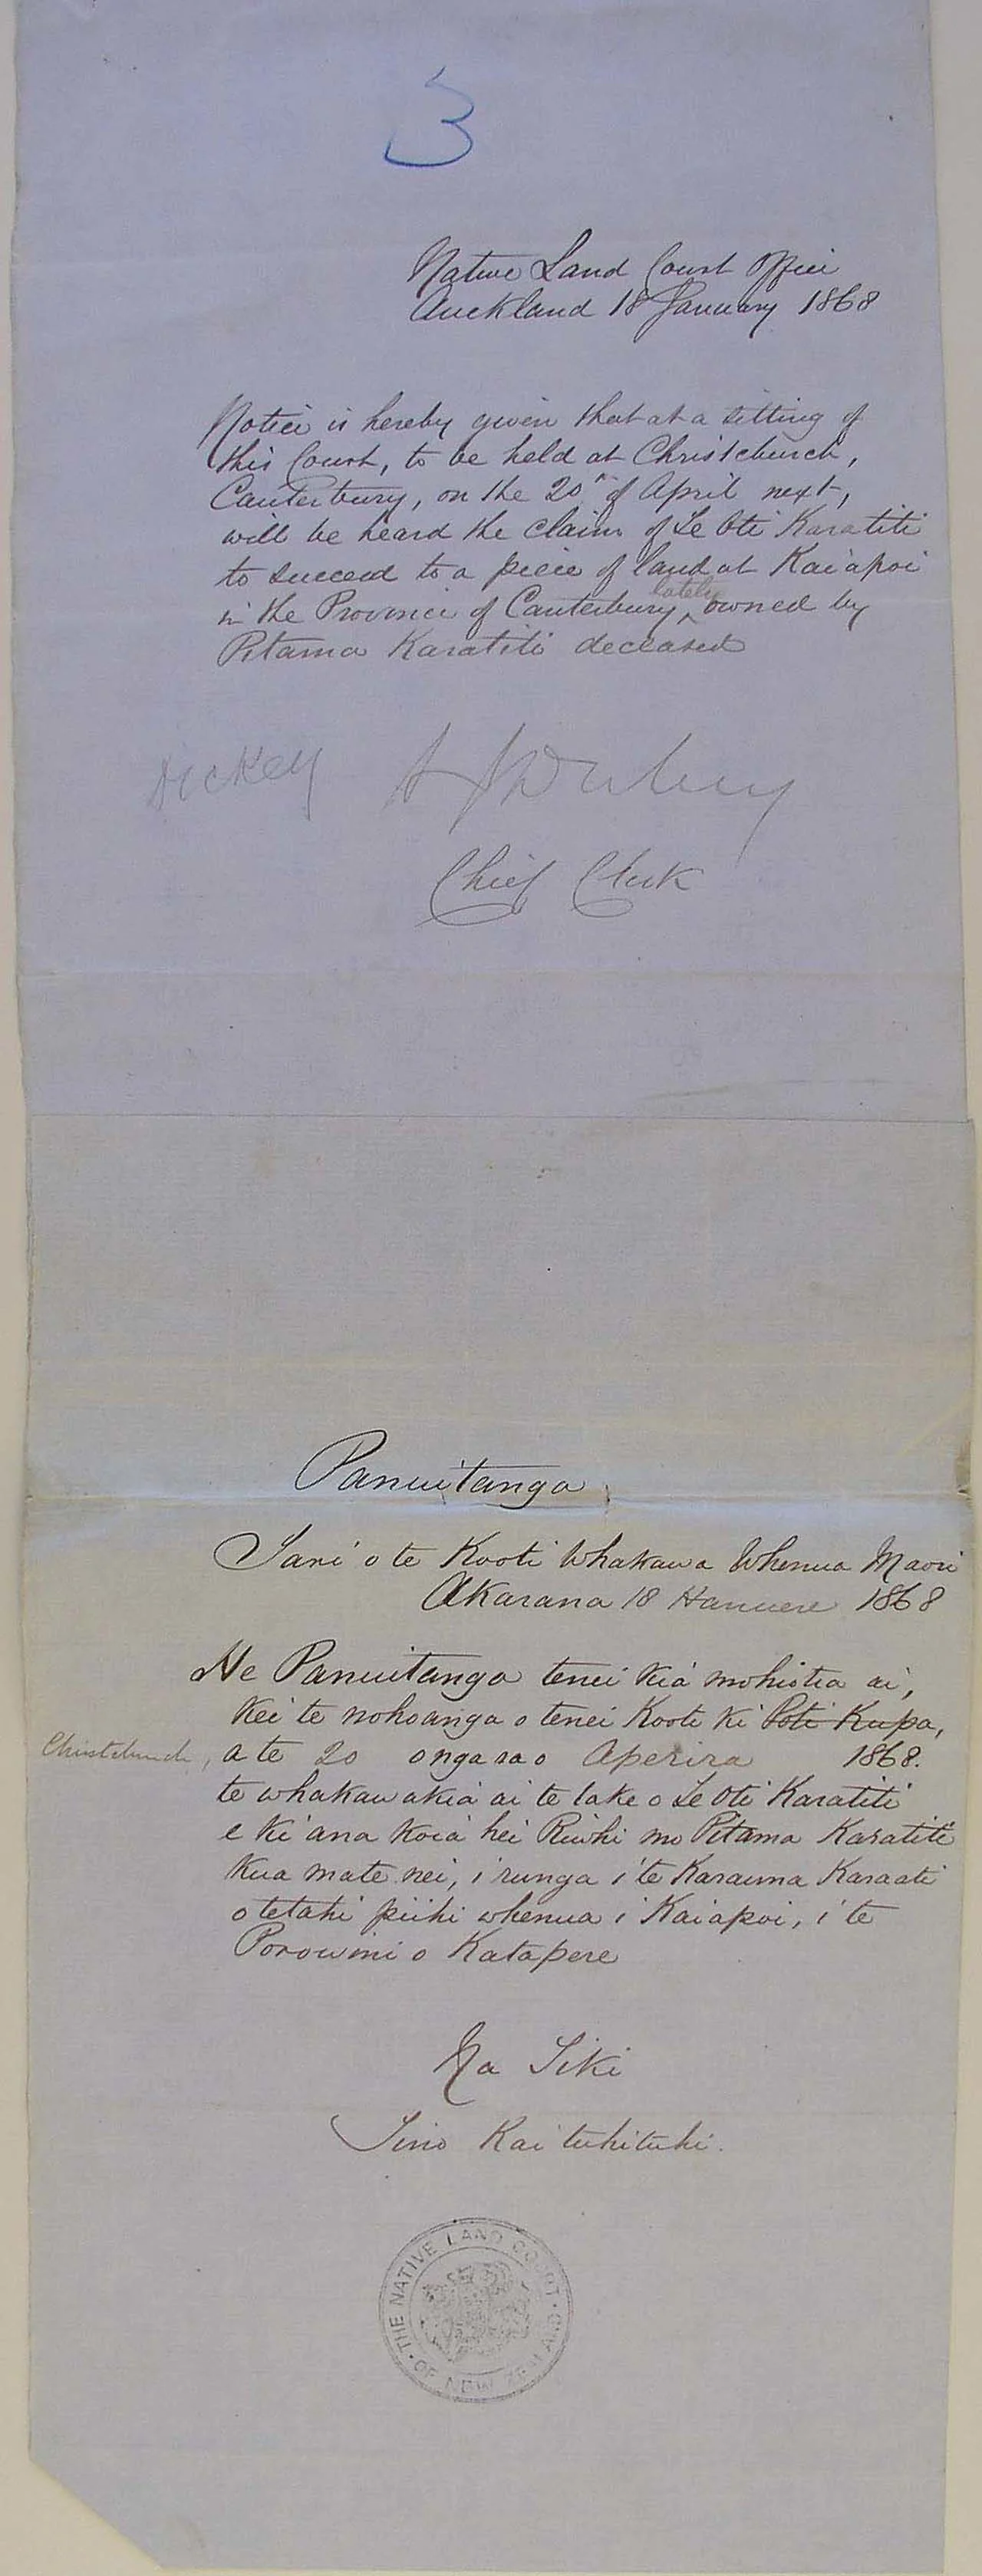 3
Native Land Court Office
Auckland 18 January 1868
Notice is hereby given that at a sitting of
this Court, to be held at Christchurch,
Canterbury, on the 20th of April next,
will be heard the claim of Te Oti Karatiti
to succeed to a piece of land at Kaiapoi
in the Province of Canterbury, lately owned by
Pitama Karatiti deceased
Dickey
Chief Clerk
Panuitanga
Tari o te Kooti Whakawa Whenua Maori
Akarana 18 Hanuere 1868
He Panuitanga tenei kia mohiotia ai,
kei te nohoanga o tenei Kooti ki Poti Kupa,
Christchurch, a te 20 o nga ra o Aperira 1868.
te whakawakia ai te take o Te Oti Karatiti
e ki ana koia hei Riwhi mo Pitama Karatiti
kua mate nei, i runga i te Karauna Karaati
o tetahi piihi whenua i Kaiapoi, i te
Porowini o Katapere
Na Tiki
Tino Kai tuhituhi.
THE NATIVE LAND COURT OF NEW ZEALAND